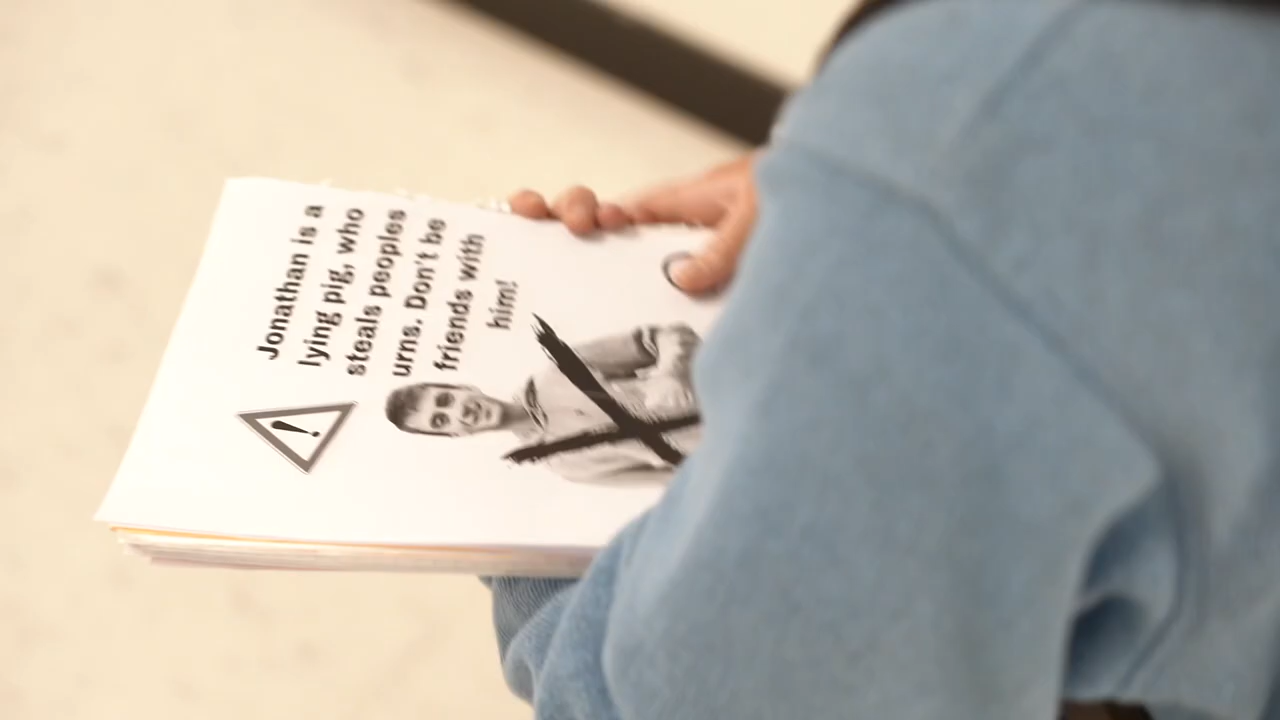 Jonathan is a
lying pig, who
steals peoples
urns. Don't be
friends with
him!